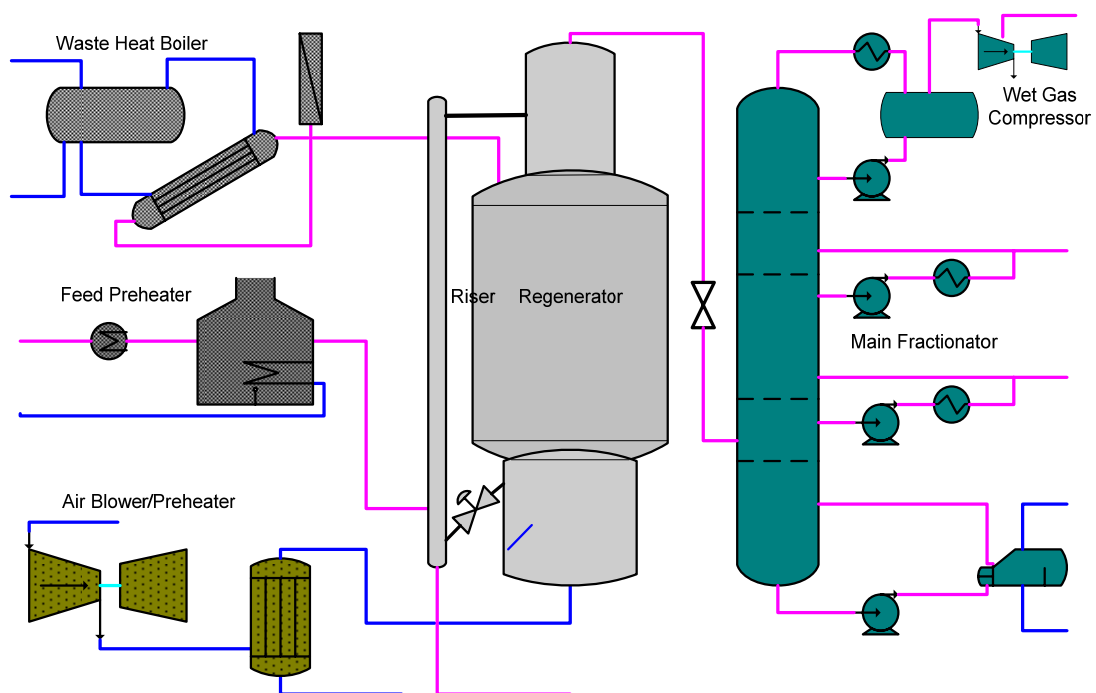 Waste Heat Boiler
Wet Gas
Compressor
Feed Preheater
Riser
Regenerator
Main Fractionator
Air Blower/Preheater